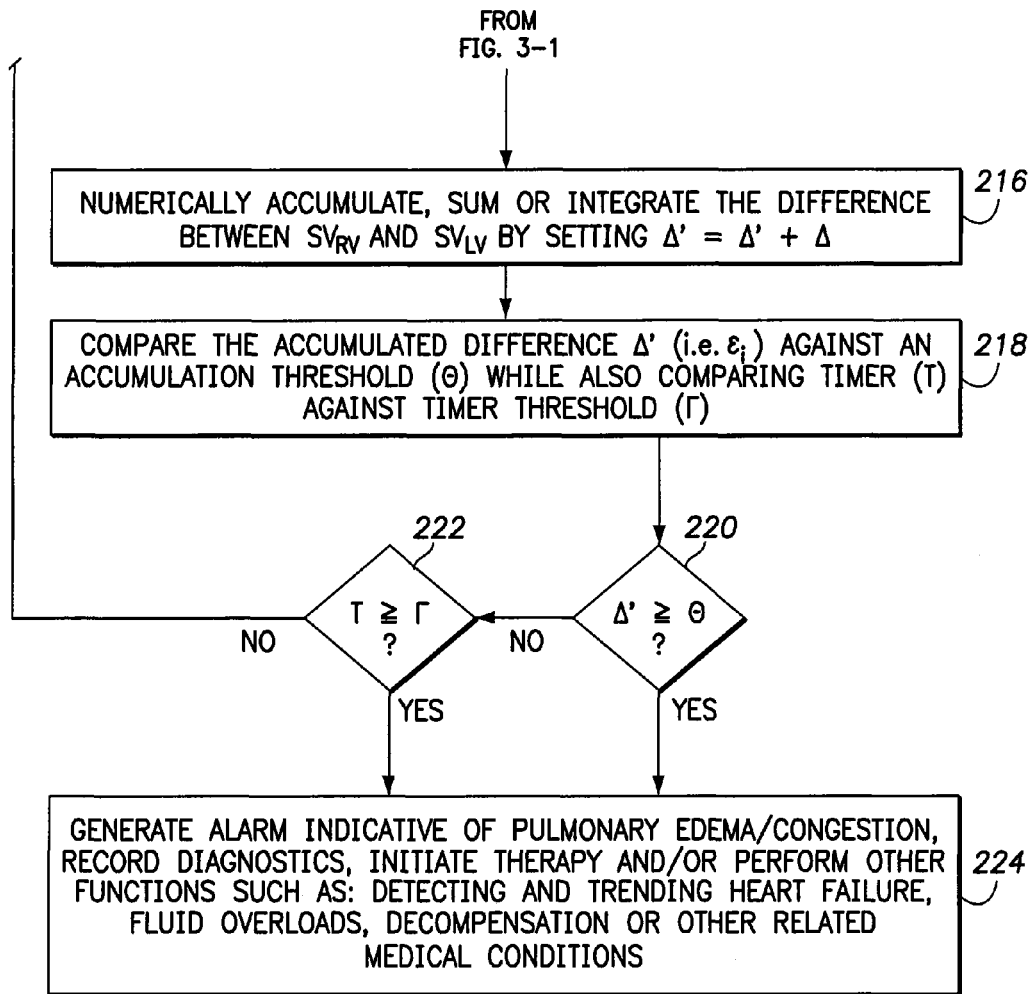 FROM
FIG. 3-1
216
NUMERICALLY ACCUMULATE, SUM OR INTEGRATE THE DIFFERENCE
BETWEEN SV_RV AND SV_LV BY SETTING Δ' = Δ' + Δ
218
COMPARE THE ACCUMULATED DIFFERENCE Δ' (i.e. ε_i) AGAINST AN
ACCUMULATION THRESHOLD (Θ) WHILE ALSO COMPARING TIMER (T)
AGAINST TIMER THRESHOLD (Γ)
222
220
T ≧ Γ
?
Δ' ≧ Θ
?
NO
NO
YES
YES
GENERATE ALARM INDICATIVE OF PULMONARY EDEMA/CONGESTION,
RECORD DIAGNOSTICS, INITIATE THERAPY AND/OR PERFORM OTHER
FUNCTIONS SUCH AS: DETECTING AND TRENDING HEART FAILURE,
FLUID OVERLOADS, DECOMPENSATION OR OTHER RELATED
MEDICAL CONDITIONS
224